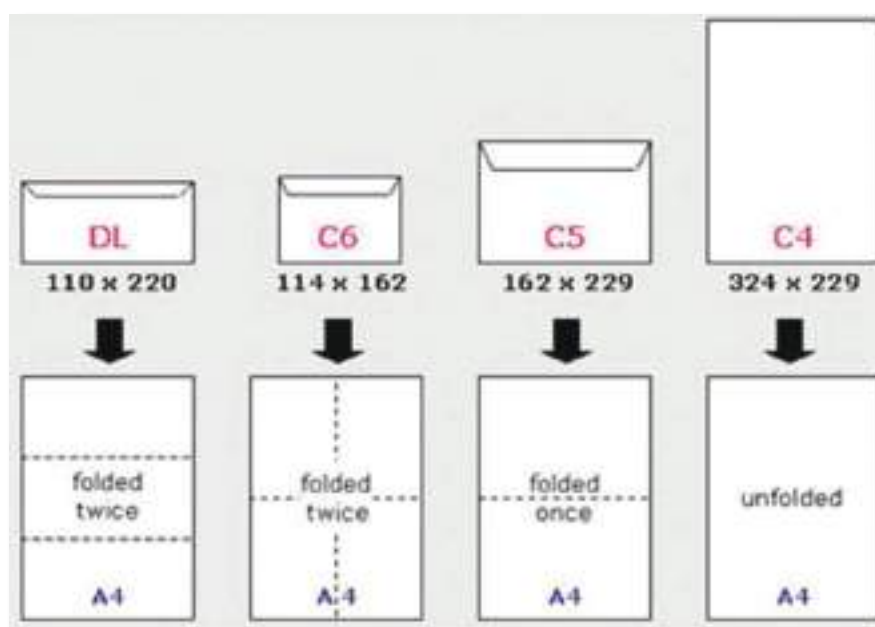 DL
C6
C5
C4
110 x 220
114 x 162
162 x 229
324 x 229
folded
twice
folded
twice
folded
once
unfolded
A4
A4
A4
A4